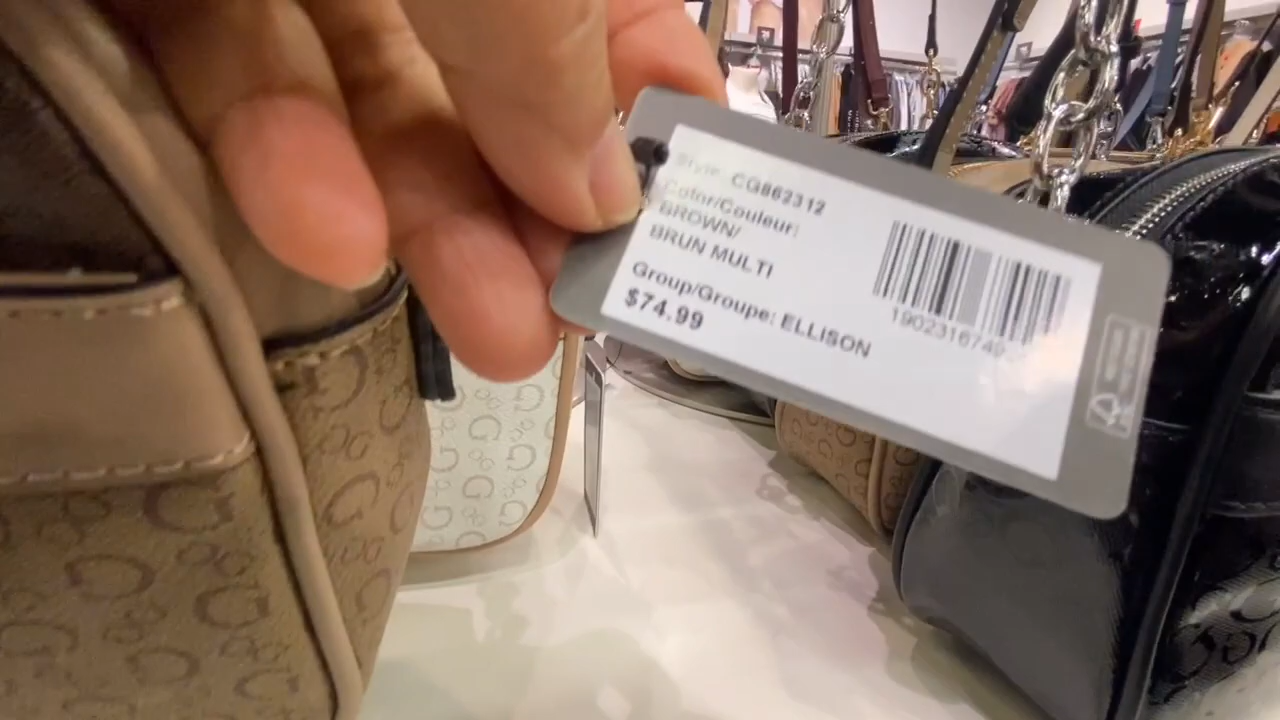 Style: CG862312
Color/Couleur:
BROWN/
BRUN MULTI
Group/Groupe: ELLISON
$74.99